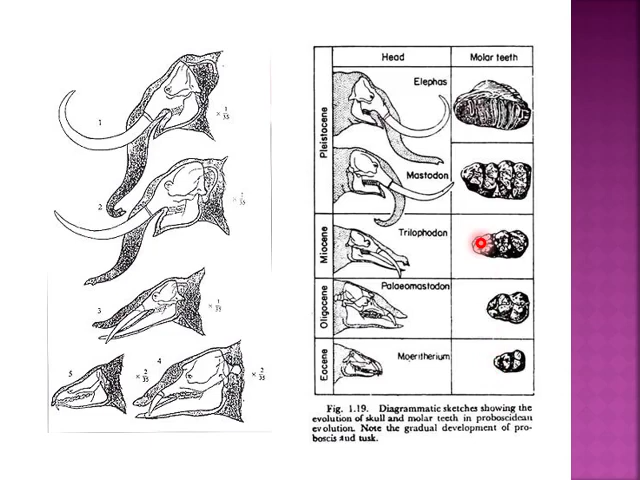 1
× 1/35
2
× 1/35
3
× 1/35
5
× 2/35
4
× 2/35
Head
Molar teeth
Pleistocene
Elephas
Mastodon
Miocene
Trilophodon
Oligocene
Palaeomastodon
Eocene
Moeritherium
Fig. 1.19. Diagrammatic sketches showing the
evolution of skull and molar teeth in proboscidean
evolution. Note the gradual development of pro-
boscis and tusk.